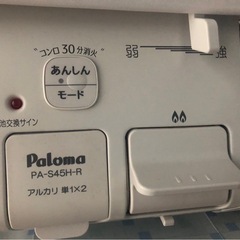 コンロ30分消火
あんしん
モード
弱
強
池交換サイン
Paloma
PA-S45H-R
アルカリ 単1×2